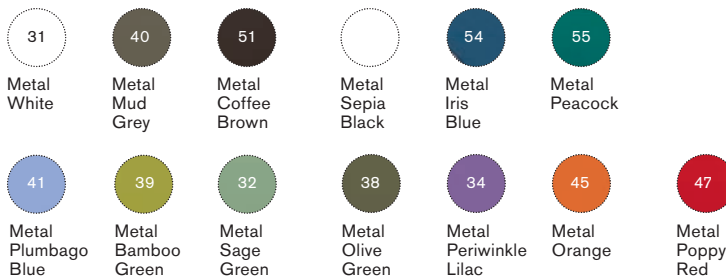 31
Metal
White
40
Metal
Mud
Grey
51
Metal
Coffee
Brown
Metal
Sepia
Black
54
Metal
Iris
Blue
55
Metal
Peacock
41
Metal
Plumbago
Blue
39
Metal
Bamboo
Green
32
Metal
Sage
Green
38
Metal
Olive
Green
34
Metal
Periwinkle
Lilac
45
Metal
Orange
47
Metal
Poppy
Red